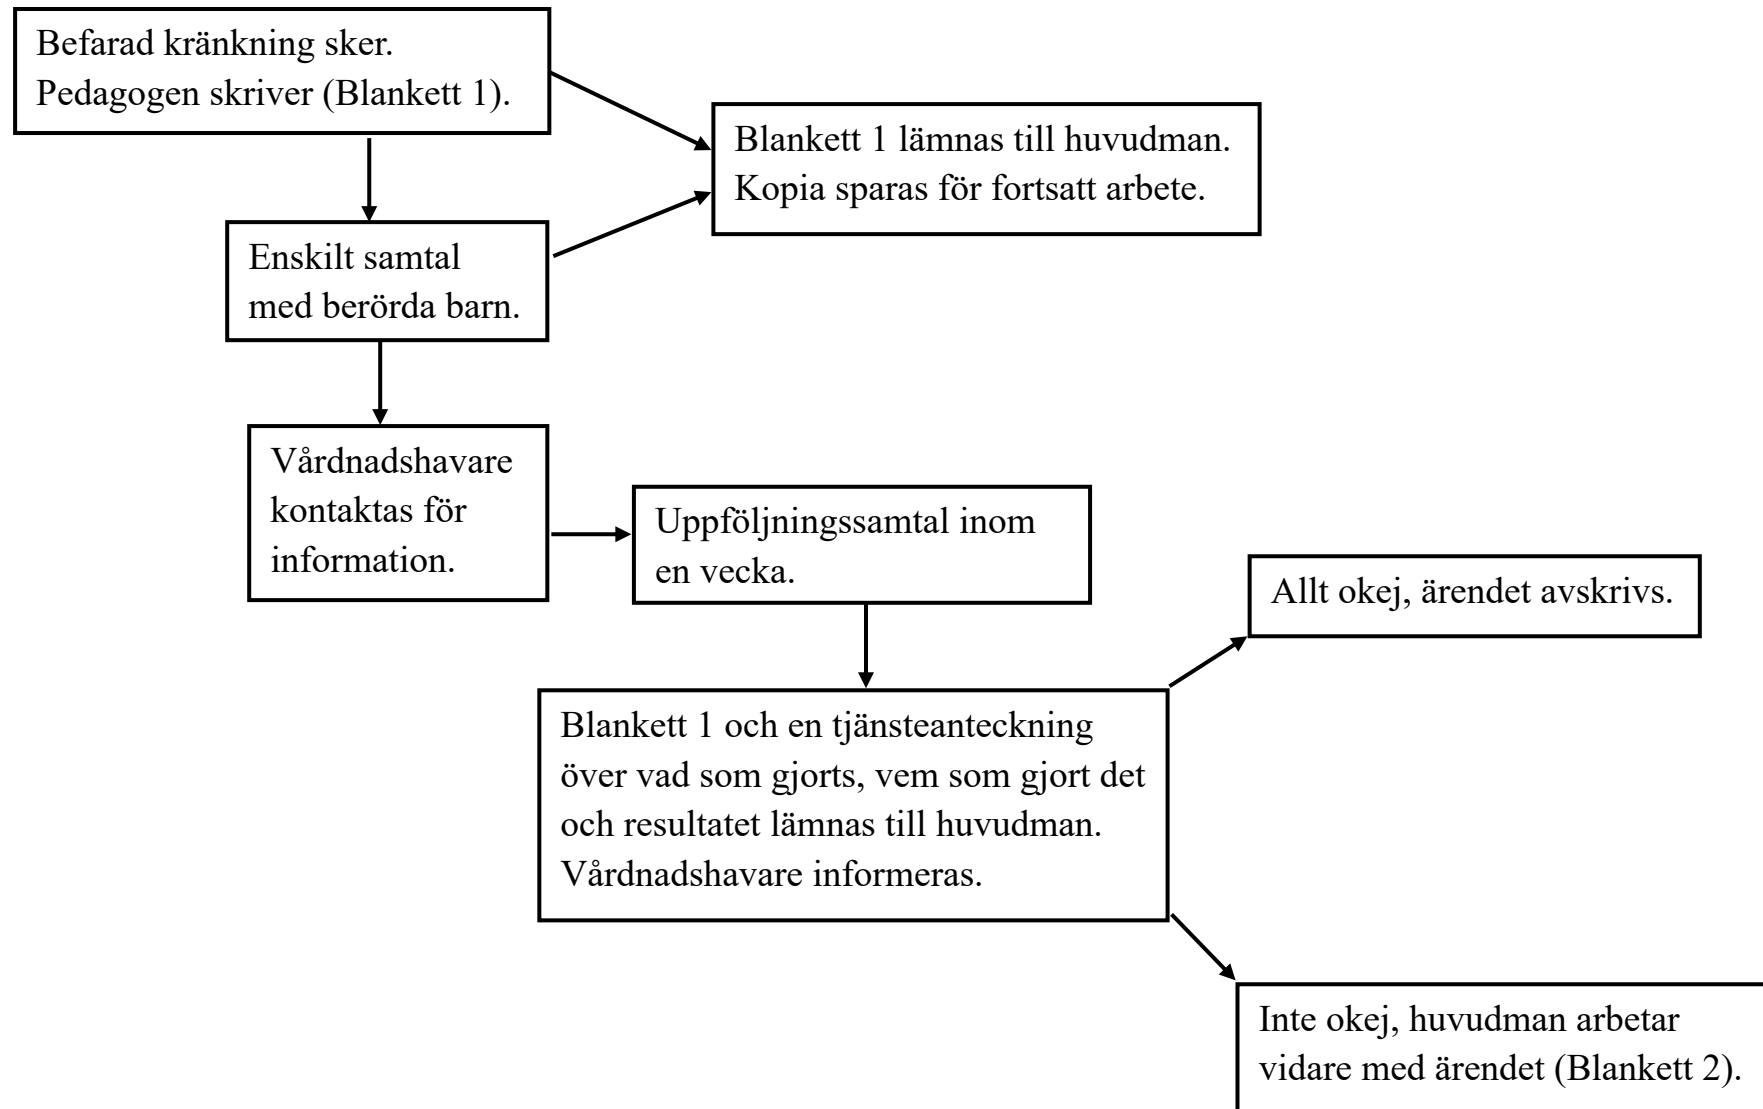 Befarad kränkning sker.
Pedagogen skriver (Blankett 1).
Blankett 1 lämnas till huvudman.
Kopia sparas för fortsatt arbete.
Enskilt samtal
med berörda barn.
Vårdnadshavare
kontaktas för
information.
Uppföljningssamtal inom
en vecka.
Allt okej, ärendet avskrivs.
Blankett 1 och en tjänsteanteckning
över vad som gjorts, vem som gjort det
och resultatet lämnas till huvudman.
Vårdnadshavare informeras.
Inte okej, huvudman arbetar
vidare med ärendet (Blankett 2).